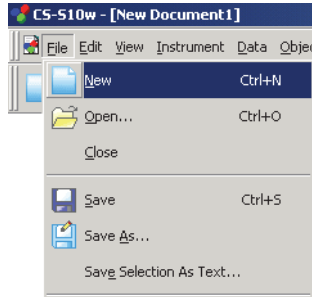 CS-S10w - [New Document1]
File Edit View Instrument Data Objec
New Ctrl+N
Open... Ctrl+O
Close
Save Ctrl+S
Save As...
Save Selection As Text...